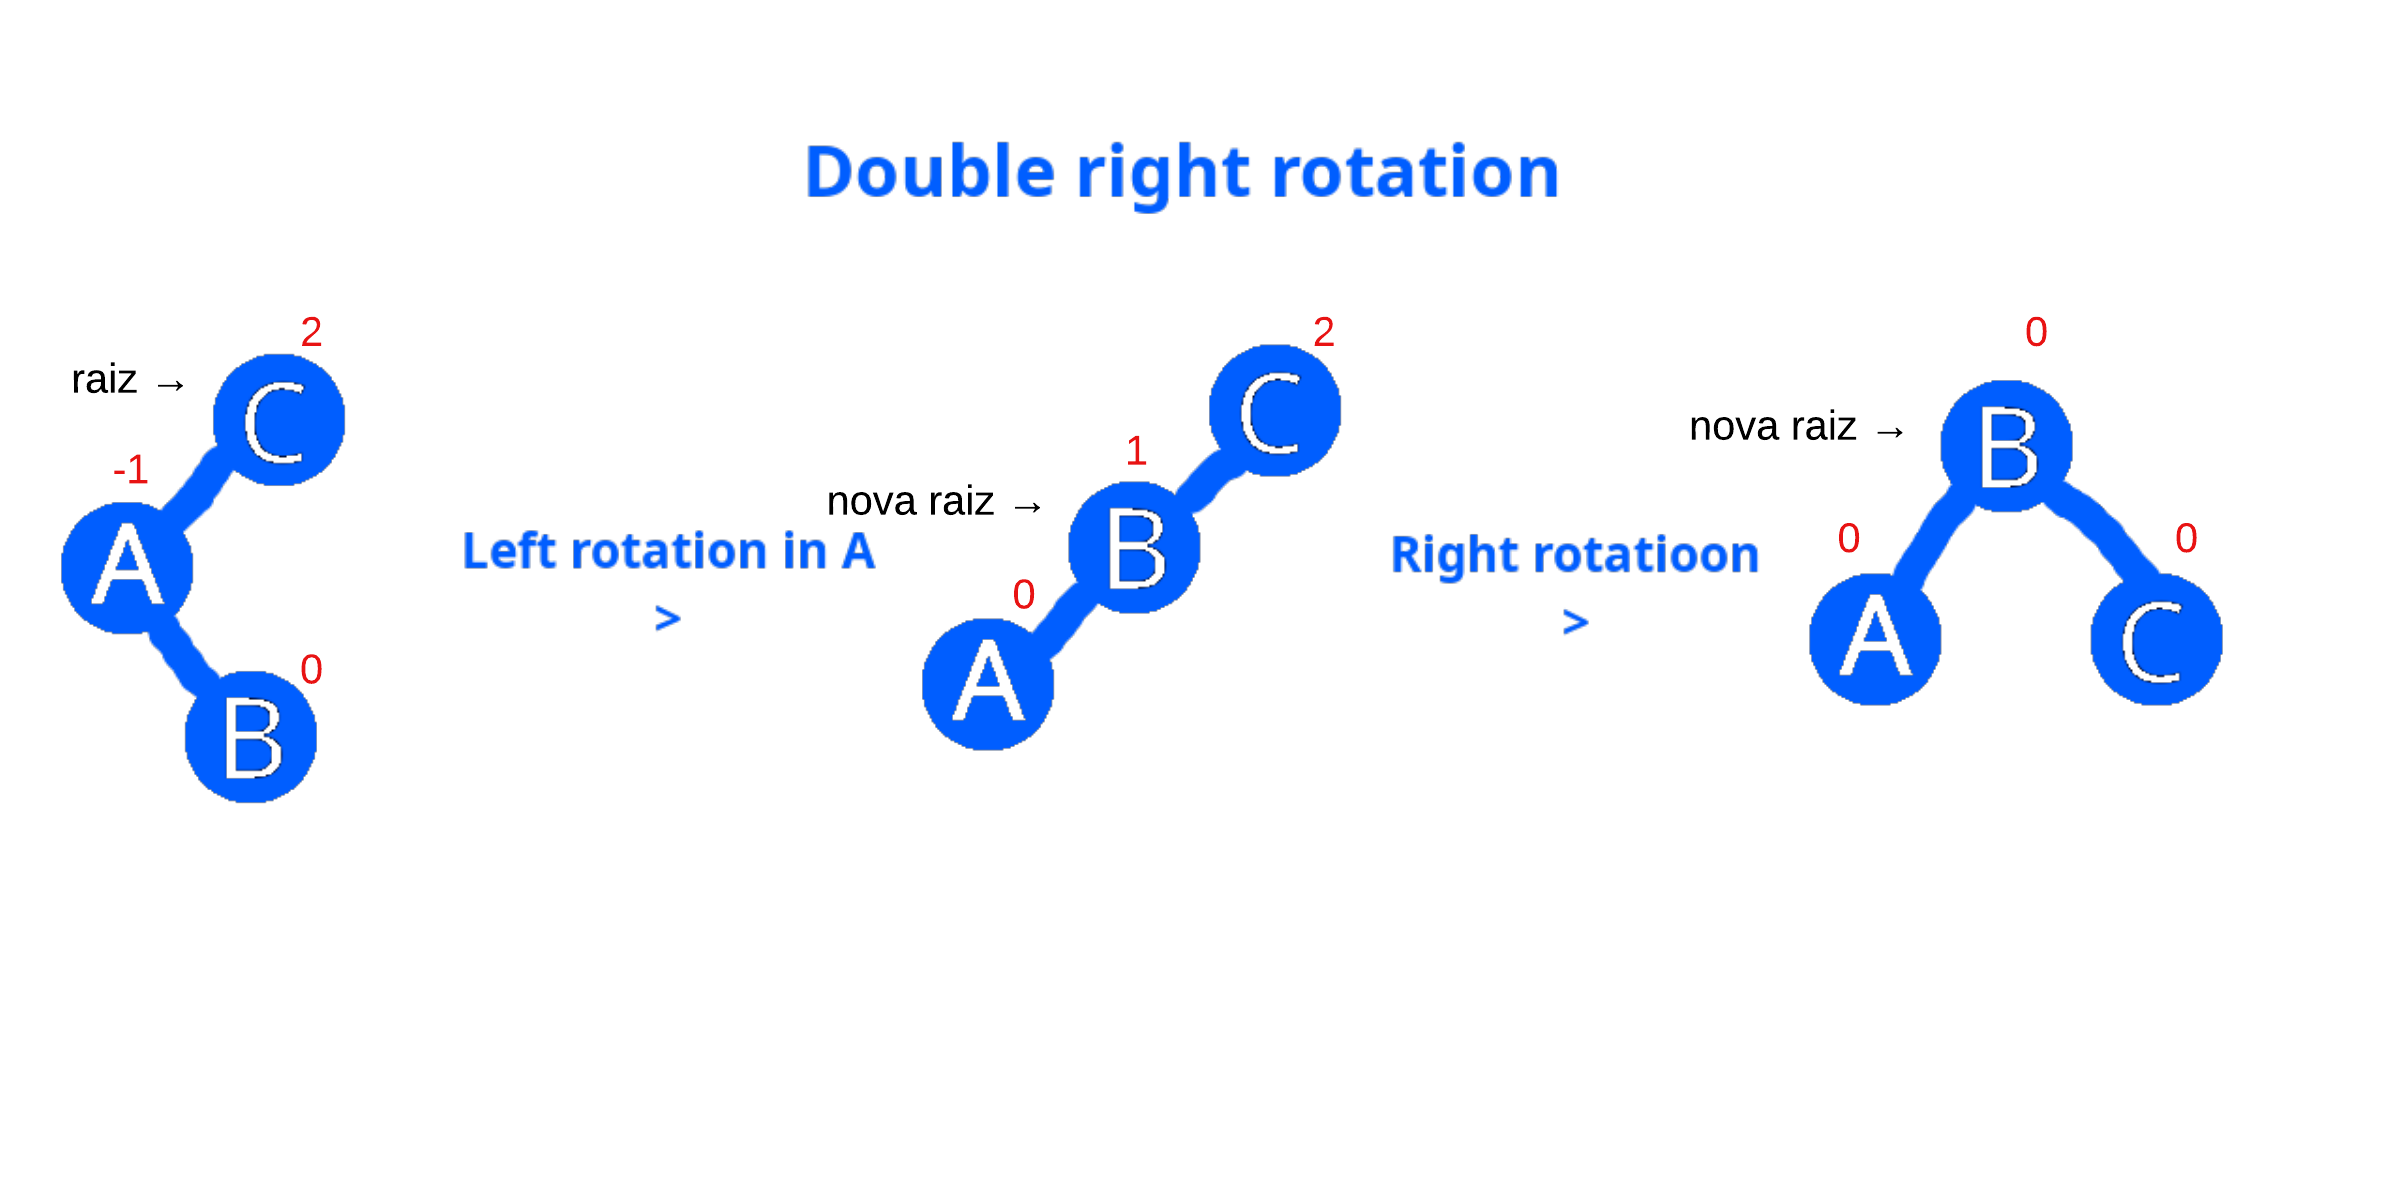 Double right rotation
2
raiz →
C
-1
A
0
B
Left rotation in A
>
2
C
1
nova raiz →
B
0
A
Right rotatioon
>
0
nova raiz →
B
0
0
A
C